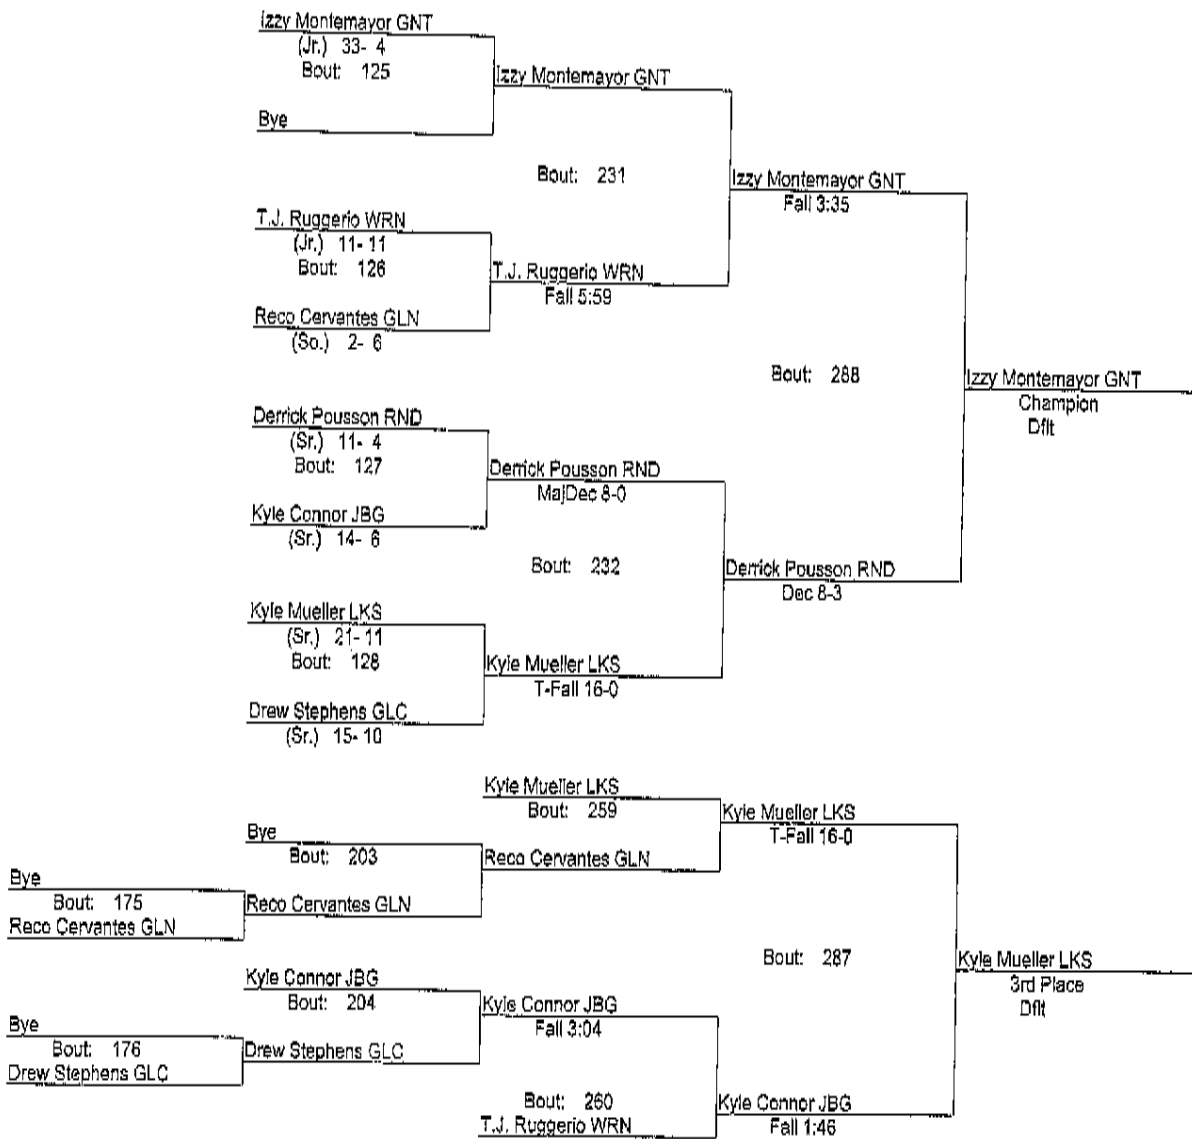 Izzy Montemayor GNT
(Jr.) 33- 4
Bout: 125
Izzy Montemayor GNT
Bye
Bout: 231
Izzy Montemayor GNT
Fall 3:35
T.J. Ruggerio WRN
(Jr.) 11- 11
Bout: 126
T.J. Ruggerio WRN
Fall 5:59
Reco Cervantes GLN
(So.) 2- 6
Bout: 288
Izzy Montemayor GNT
Champion
Dflt
Derrick Pousson RND
(Sr.) 11- 4
Bout: 127
Derrick Pousson RND
MajDec 8-0
Kyle Connor JBG
(Sr.) 14- 6
Bout: 232
Derrick Pousson RND
Dec 8-3
Kyle Mueller LKS
(Sr.) 21- 11
Bout: 128
Kyle Mueller LKS
T-Fall 16-0
Drew Stephens GLC
(Sr.) 15- 10
Kyle Mueller LKS
Bout: 259
Kyle Mueller LKS
T-Fall 16-0
Bye
Bout: 203
Reco Cervantes GLN
Bye
Bout: 175
Reco Cervantes GLN
Reco Cervantes GLN
Bout: 287
Kyle Mueller LKS
3rd Place
Dflt
Kyle Connor JBG
Bout: 204
Kyle Connor JBG
Fall 3:04
Bye
Bout: 176
Drew Stephens GLC
Drew Stephens GLC
Bout: 260
Kyle Connor JBG
Fall 1:46
T.J. Ruggerio WRN